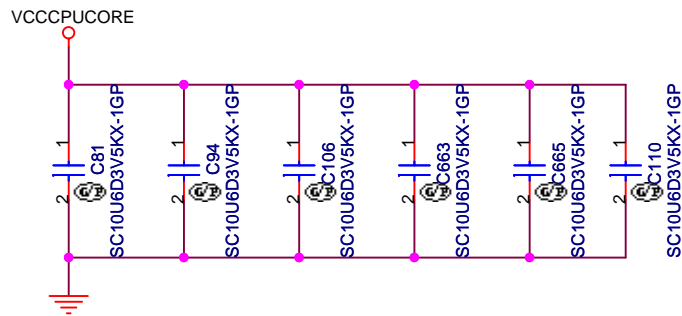 VCCCPUCORE
1
2
C81
G/P
SC10U6D3V5KX-1GP
1
2
C94
G/P
SC10U6D3V5KX-1GP
1
2
C106
G/P
SC10U6D3V5KX-1GP
1
2
C663
G/P
SC10U6D3V5KX-1GP
1
2
C665
G/P
SC10U6D3V5KX-1GP
1
2
C110
G/P
SC10U6D3V5KX-1GP